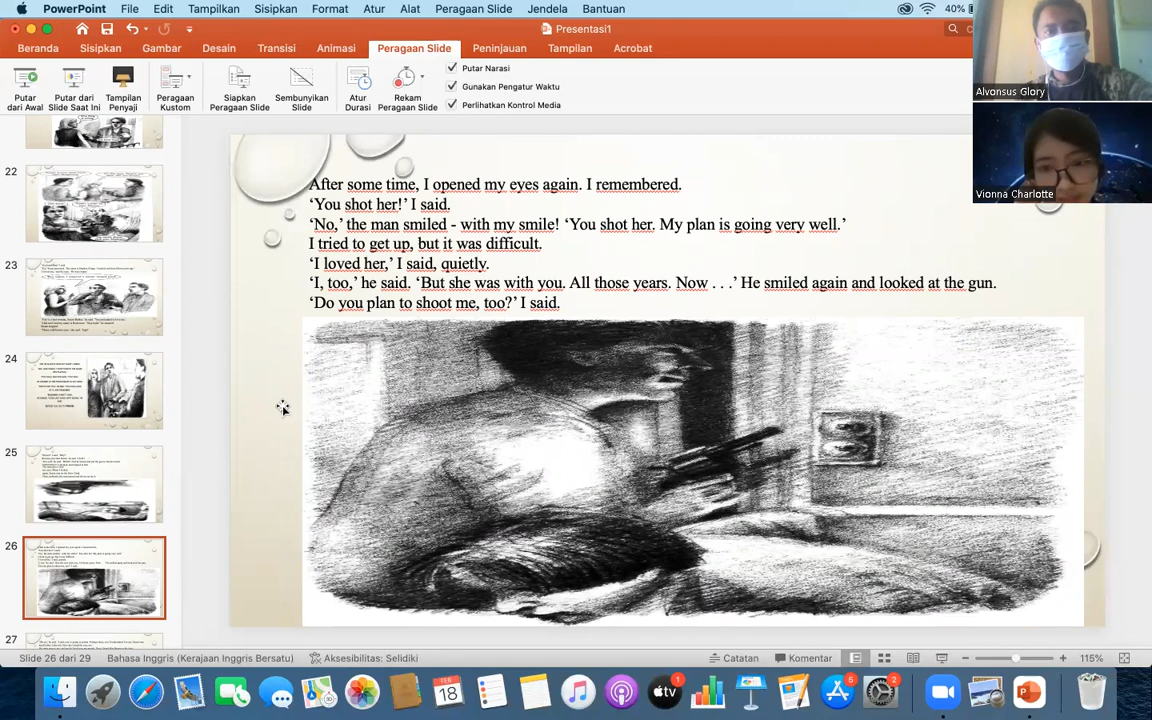 PowerPoint File Edit Tampilkan Sisipkan Format Atur Alat Peragaan Slide Jendela Bantuan 40%
Presentasi1
Beranda Sisipkan Gambar Desain Transisi Animasi Peragaan Slide Peninjauan Tampilan Acrobat
Putar dari Awal
Putar dari Slide Saat Ini
Tampilan Penyaji
Peragaan Kustom
Siapkan Peragaan Slide
Sembunyikan Slide
Atur Durasi
Rekam Peragaan Slide
Putar Narasi
Gunakan Pengatur Waktu
Perlihatkan Kontrol Media
Alvonsus Glory
Vionna Charlotte
22
23
24
25
26
27
After some time, I opened my eyes again. I remembered.
‘You shot her!’ I said.
‘No,’ the man smiled - with my smile! ‘You shot her. My plan is going very well.’
I tried to get up, but it was difficult.
‘I loved her,’ I said, quietly.
‘I, too,’ he said. ‘But she was with you. All those years. Now . . .’ He smiled again and looked at the gun.
‘Do you plan to shoot me, too?’ I said.
Slide 26 dari 29 Bahasa Inggris (Kerajaan Inggris Bersatu) Aksesibilitas: Selidiki Catatan Komentar 115%
FEB
18
tv
1
5
2